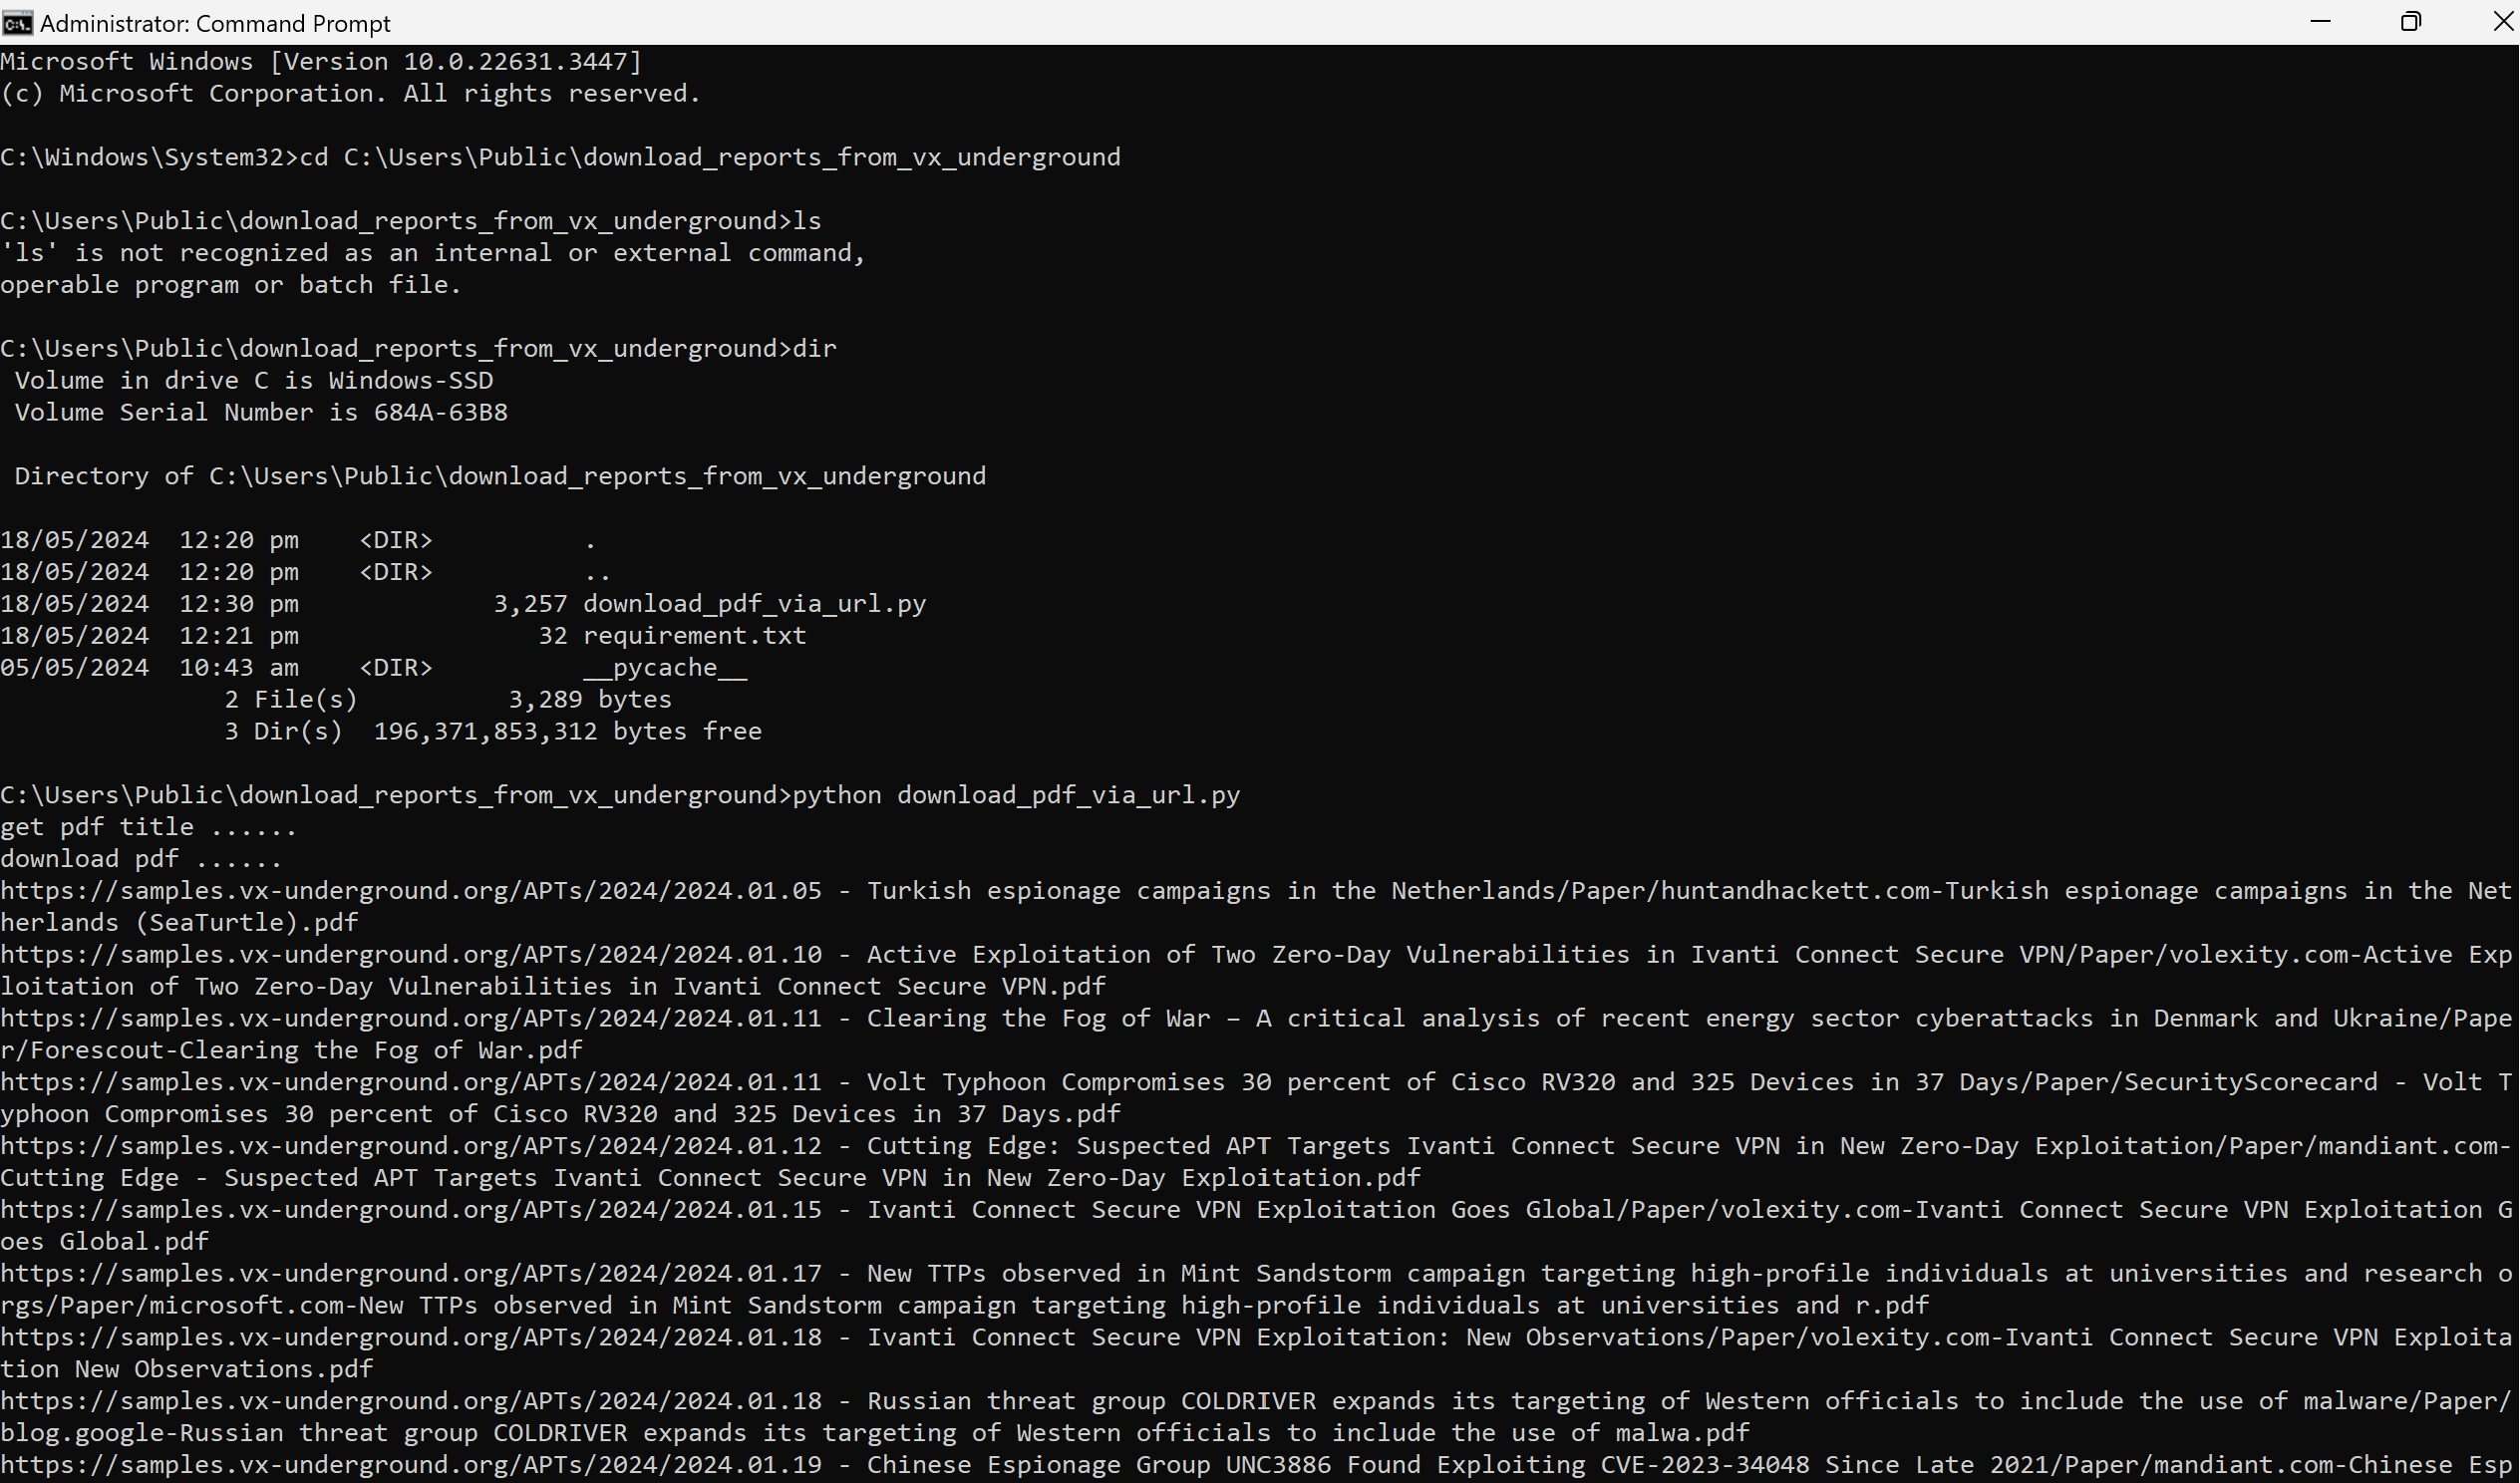 Administrator: Command Prompt
Microsoft Windows [Version 10.0.22631.3447]
(c) Microsoft Corporation. All rights reserved.
C:\Windows\System32>cd C:\Users\Public\download_reports_from_vx_underground
C:\Users\Public\download_reports_from_vx_underground>ls
'ls' is not recognized as an internal or external command,
operable program or batch file.
C:\Users\Public\download_reports_from_vx_underground>dir
 Volume in drive C is Windows-SSD
 Volume Serial Number is 684A-63B8
 Directory of C:\Users\Public\download_reports_from_vx_underground
18/05/2024  12:20 pm    <DIR>          .
18/05/2024  12:20 pm    <DIR>          ..
18/05/2024  12:30 pm             3,257 download_pdf_via_url.py
18/05/2024  12:21 pm                32 requirement.txt
05/05/2024  10:43 am    <DIR>          __pycache__
               2 File(s)          3,289 bytes
               3 Dir(s)  196,371,853,312 bytes free
C:\Users\Public\download_reports_from_vx_underground>python download_pdf_via_url.py
get pdf title ......
download pdf ......
https://samples.vx-underground.org/APTs/2024/2024.01.05 - Turkish espionage campaigns in the Netherlands/Paper/huntandhackett.com-Turkish espionage campaigns in the Net
herlands (SeaTurtle).pdf
https://samples.vx-underground.org/APTs/2024/2024.01.10 - Active Exploitation of Two Zero-Day Vulnerabilities in Ivanti Connect Secure VPN/Paper/volexity.com-Active Exp
loitation of Two Zero-Day Vulnerabilities in Ivanti Connect Secure VPN.pdf
https://samples.vx-underground.org/APTs/2024/2024.01.11 - Clearing the Fog of War – A critical analysis of recent energy sector cyberattacks in Denmark and Ukraine/Pape
r/Forescout-Clearing the Fog of War.pdf
https://samples.vx-underground.org/APTs/2024/2024.01.11 - Volt Typhoon Compromises 30 percent of Cisco RV320 and 325 Devices in 37 Days/Paper/SecurityScorecard - Volt T
yphoon Compromises 30 percent of Cisco RV320 and 325 Devices in 37 Days.pdf
https://samples.vx-underground.org/APTs/2024/2024.01.12 - Cutting Edge: Suspected APT Targets Ivanti Connect Secure VPN in New Zero-Day Exploitation/Paper/mandiant.com-
Cutting Edge - Suspected APT Targets Ivanti Connect Secure VPN in New Zero-Day Exploitation.pdf
https://samples.vx-underground.org/APTs/2024/2024.01.15 - Ivanti Connect Secure VPN Exploitation Goes Global/Paper/volexity.com-Ivanti Connect Secure VPN Exploitation G
oes Global.pdf
https://samples.vx-underground.org/APTs/2024/2024.01.17 - New TTPs observed in Mint Sandstorm campaign targeting high-profile individuals at universities and research o
rgs/Paper/microsoft.com-New TTPs observed in Mint Sandstorm campaign targeting high-profile individuals at universities and r.pdf
https://samples.vx-underground.org/APTs/2024/2024.01.18 - Ivanti Connect Secure VPN Exploitation: New Observations/Paper/volexity.com-Ivanti Connect Secure VPN Exploita
tion New Observations.pdf
https://samples.vx-underground.org/APTs/2024/2024.01.18 - Russian threat group COLDRIVER expands its targeting of Western officials to include the use of malware/Paper/
blog.google-Russian threat group COLDRIVER expands its targeting of Western officials to include the use of malwa.pdf
https://samples.vx-underground.org/APTs/2024/2024.01.19 - Chinese Espionage Group UNC3886 Found Exploiting CVE-2023-34048 Since Late 2021/Paper/mandiant.com-Chinese Esp